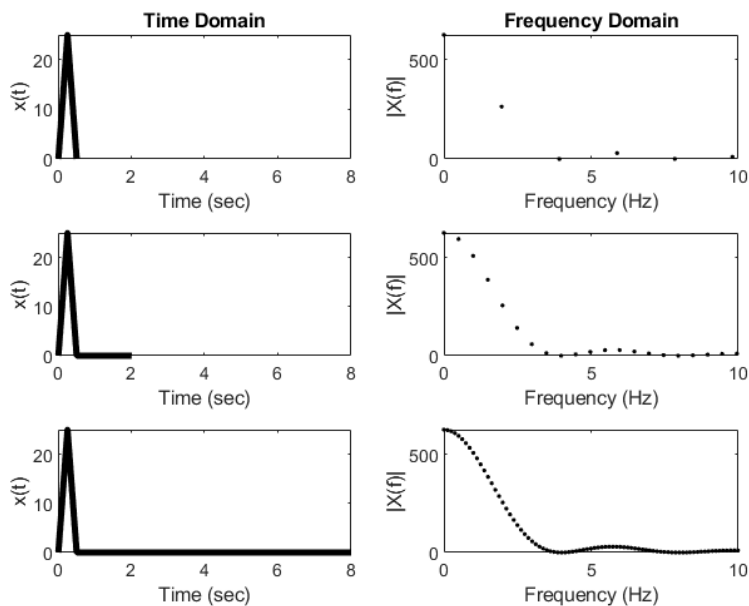 Time Domain
Frequency Domain
x(t)
20
10
0
0 2 4 6 8
Time (sec)
|X(f)|
500
0
0 5 10
Frequency (Hz)
x(t)
20
10
0
0 2 4 6 8
Time (sec)
|X(f)|
500
0
0 5 10
Frequency (Hz)
x(t)
20
10
0
0 2 4 6 8
Time (sec)
|X(f)|
500
0
0 5 10
Frequency (Hz)